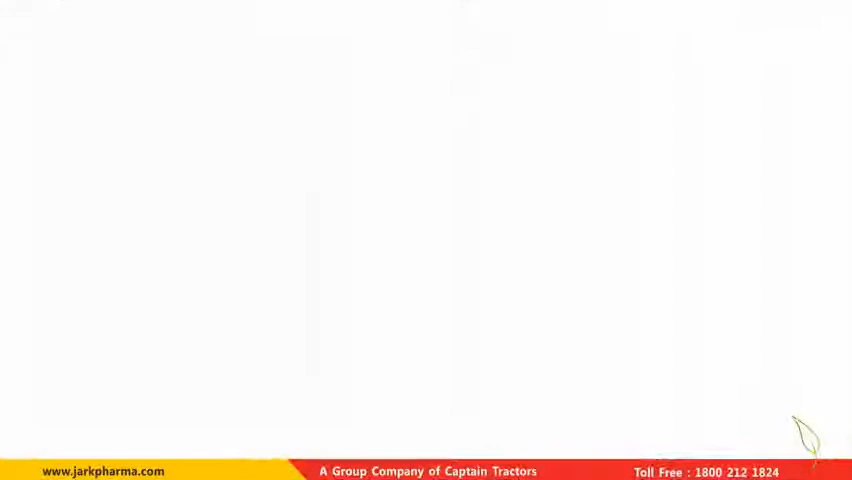 www.jarkpharma.com
A Group Company of Captain Tractors
Toll Free : 1800 212 1824